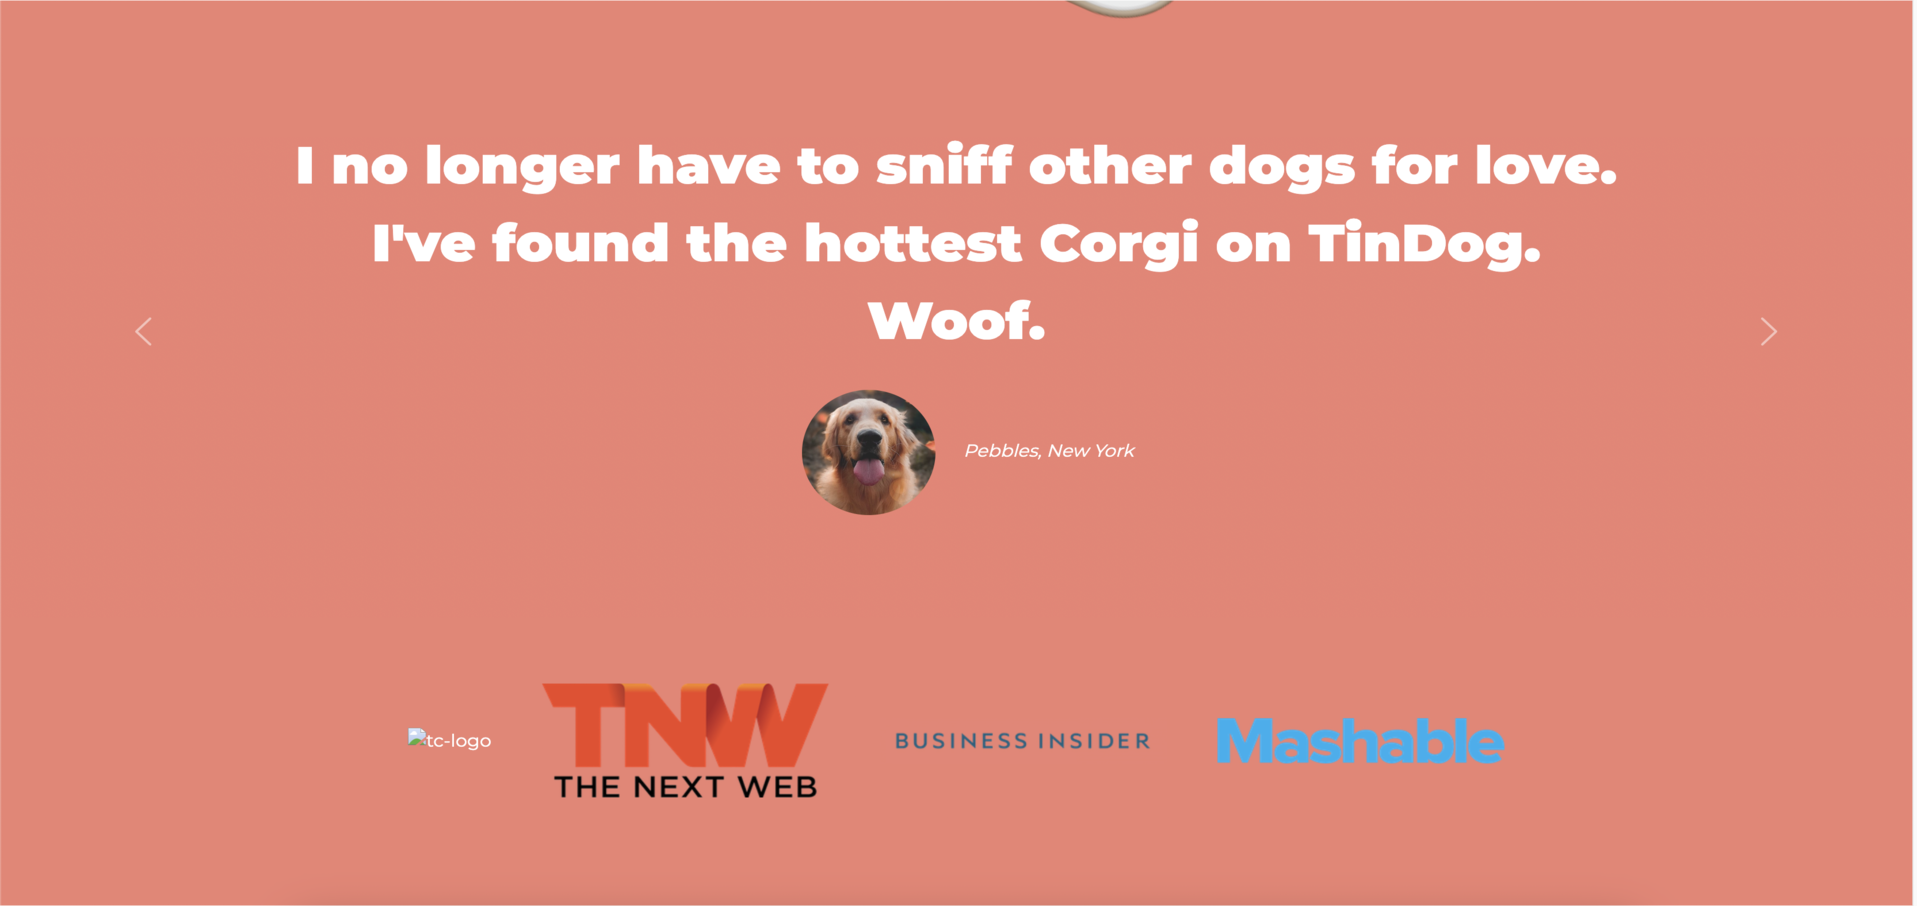 I no longer have to sniff other dogs for love.
I've found the hottest Corgi on TinDog.
Woof.
Pebbles, New York
tc-logo
TNW
THE NEXT WEB
BUSINESS INSIDER
Mashable